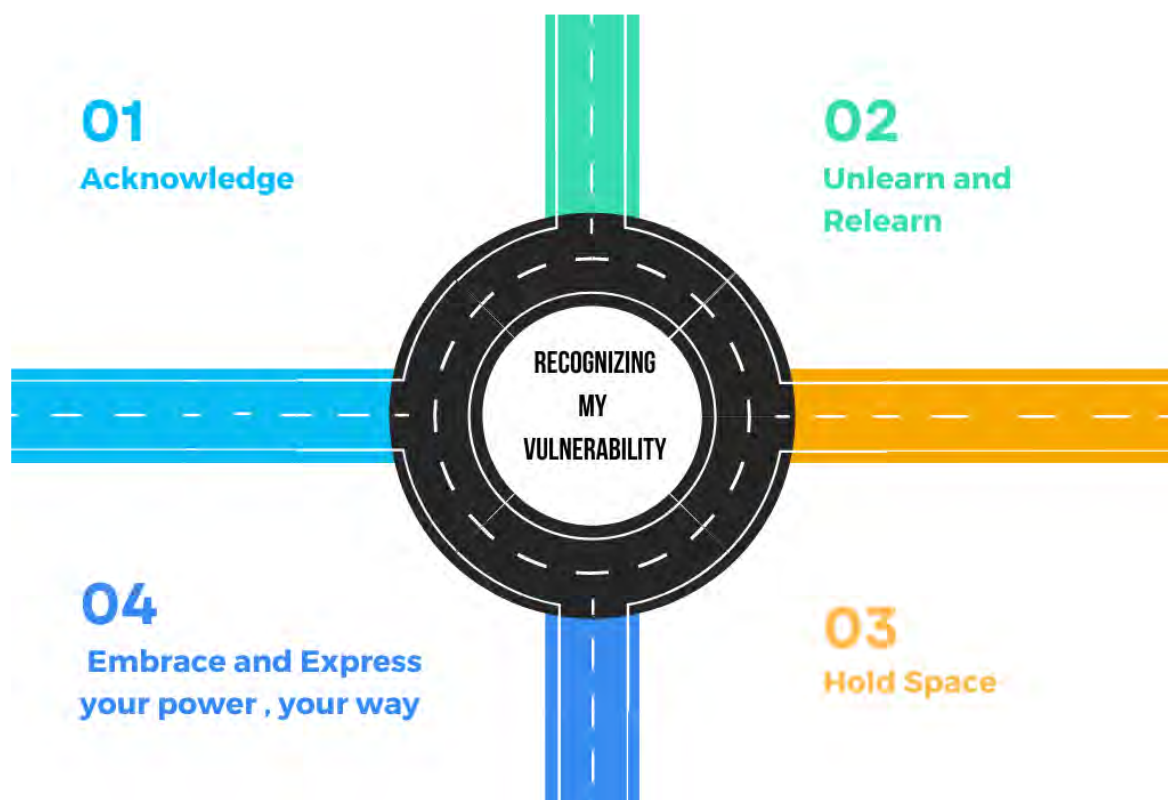 01
Acknowledge
02
Unlearn and
Relearn
RECOGNIZING
MY
VULNERABILITY
04
Embrace and Express
your power , your way
03
Hold Space